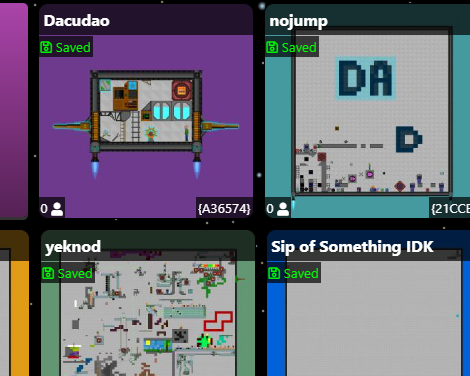 Dacudao
Saved
0
{A36574}
nojump
Saved
DA
D
0
{21CCE
yeknod
Saved
Sip of Something IDK
Saved